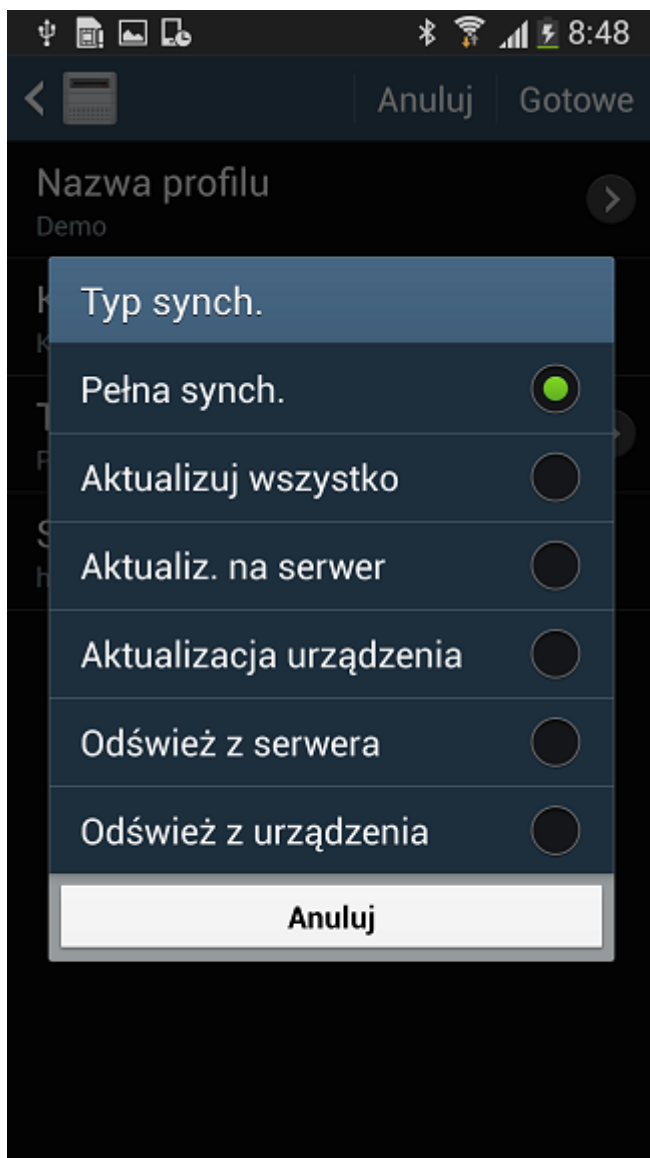 8:48
Anuluj Gotowe
Nazwa profilu
Demo
Typ synch.
Pełna synch.
Aktualizuj wszystko
Aktualiz. na serwer
Aktualizacja urządzenia
Odśwież z serwera
Odśwież z urządzenia
Anuluj